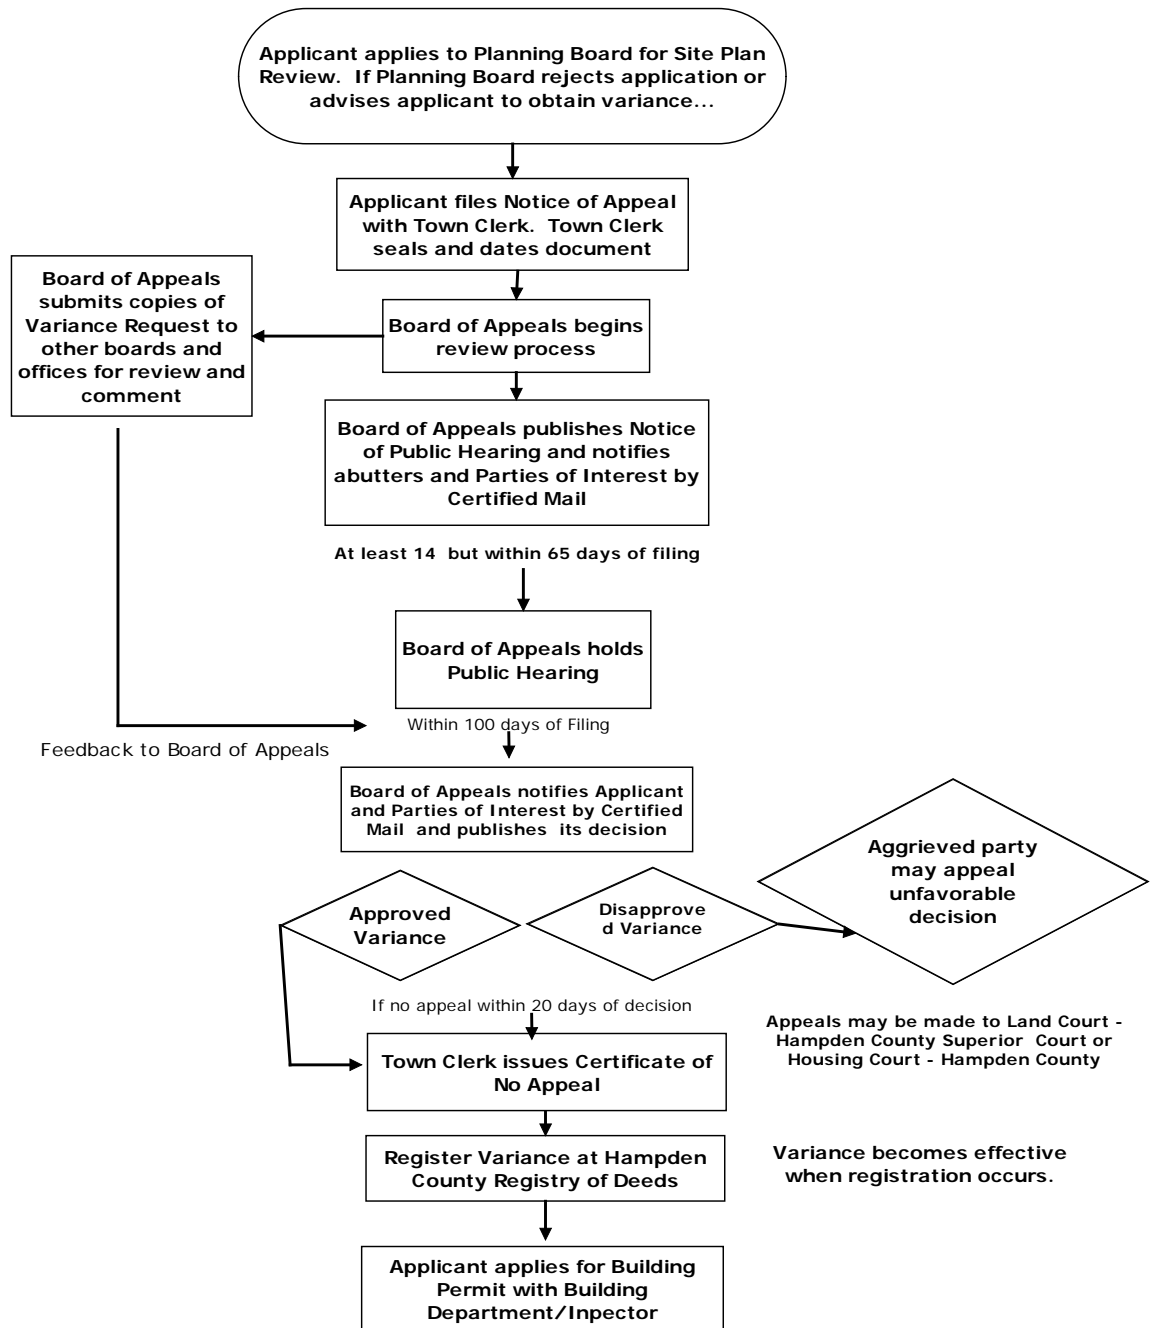 Applicant applies to Planning Board for Site Plan
Review. If Planning Board rejects application or
advises applicant to obtain variance...
Applicant files Notice of Appeal
with Town Clerk. Town Clerk
seals and dates document
Board of Appeals
submits copies of
Variance Request to
other boards and
offices for review and
comment
Board of Appeals begins
review process
Board of Appeals publishes Notice
of Public Hearing and notifies
abutters and Parties of Interest by
Certified Mail
At least 14 but within 65 days of filing
Board of Appeals holds
Public Hearing
Within 100 days of Filing
Feedback to Board of Appeals
Board of Appeals notifies Applicant
and Parties of Interest by Certified
Mail and publishes its decision
Approved
Variance
Disapprove
d Variance
Aggrieved party
may appeal
unfavorable
decision
If no appeal within 20 days of decision
Appeals may be made to Land Court -
Hampden County Superior Court or
Housing Court - Hampden County
Town Clerk issues Certificate of
No Appeal
Register Variance at Hampden
County Registry of Deeds
Variance becomes effective
when registration occurs.
Applicant applies for Building
Permit with Building
Department/Inpector